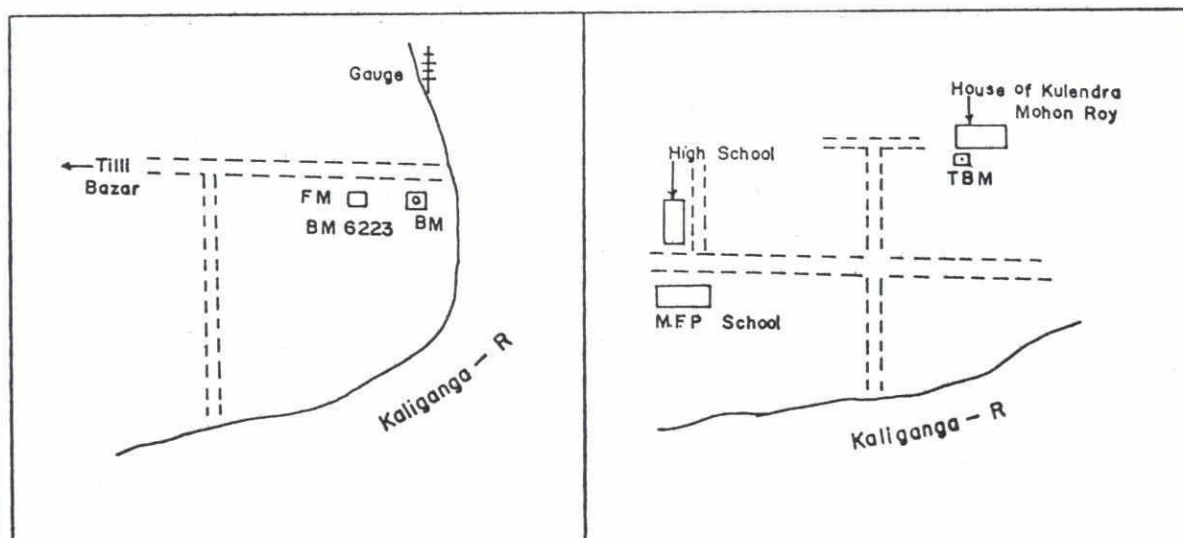 Gauge
Tilli
Bazar
FM
BM 6223
BM
Kaliganga - R
House of Kulendra
Mohon Roy
High School
TBM
M.F.P School
Kaliganga - R